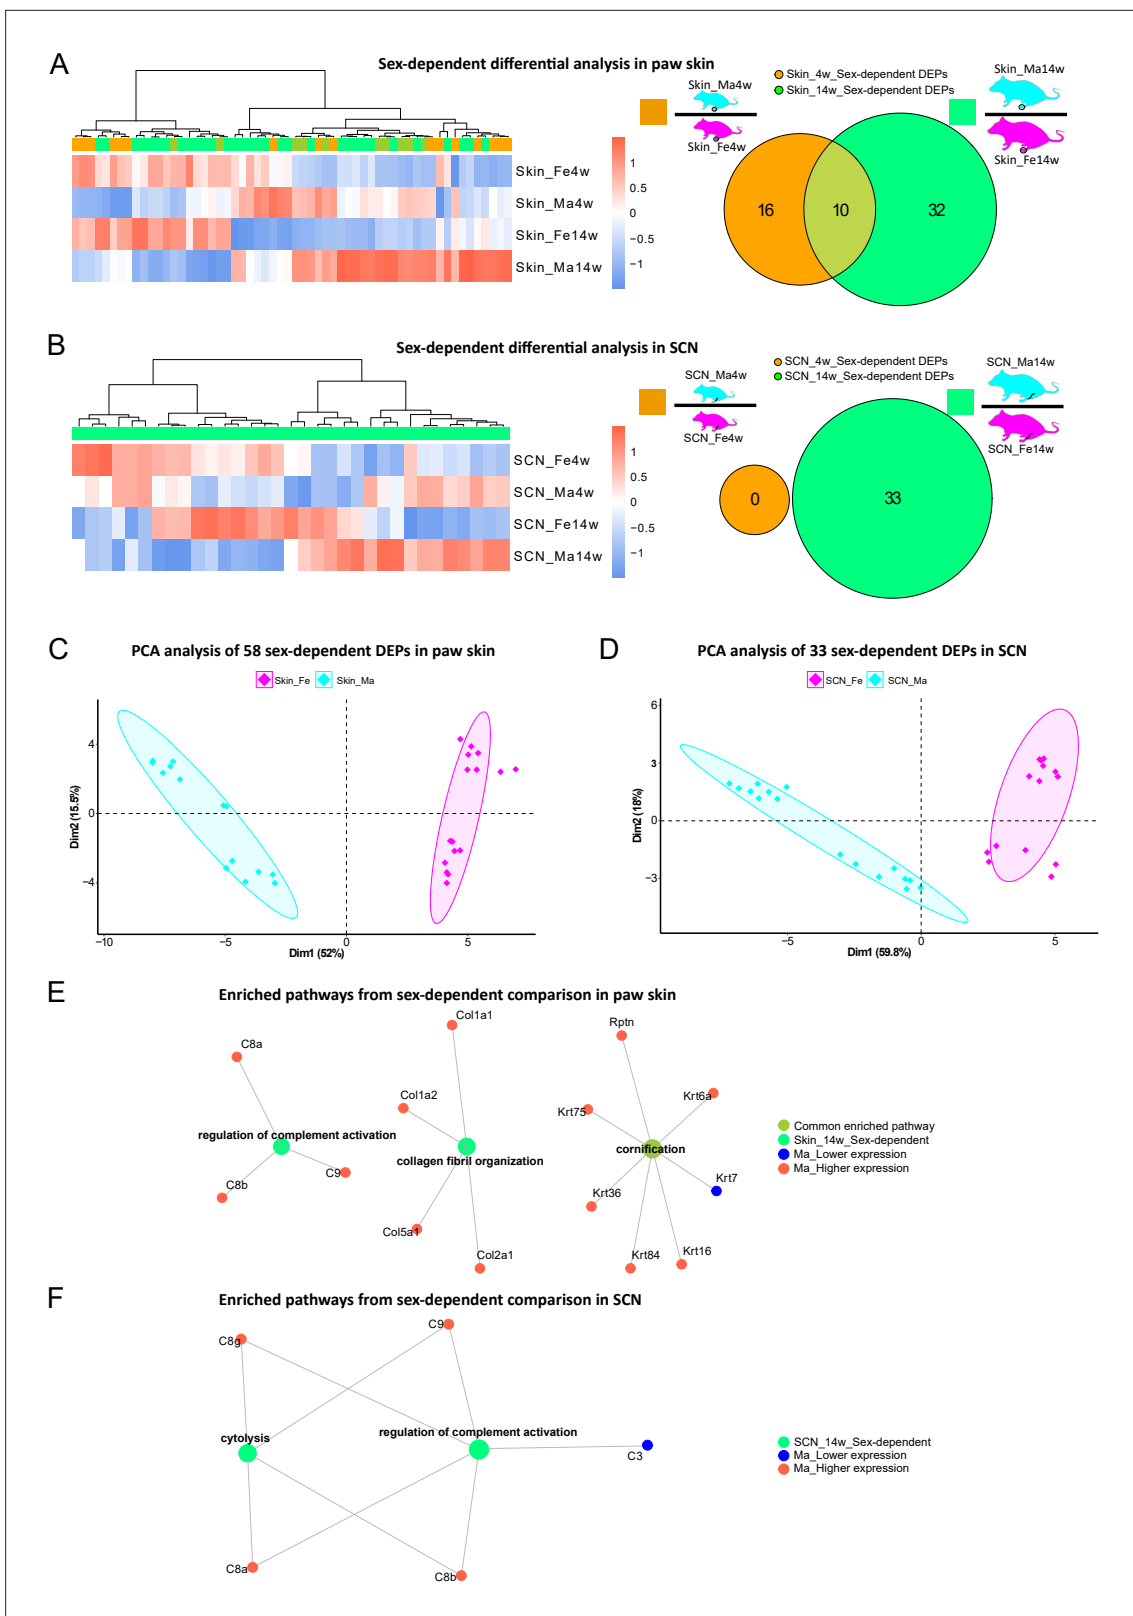 A
Sex-dependent differential analysis in paw skin
Skin_4w_Sex-dependent DEPs
Skin_14w_Sex-dependent DEPs
Skin_Ma4w
Skin_Fe4w
Skin_Ma14w
Skin_Fe14w
Skin_Fe4w
Skin_Ma4w
Skin_Fe14w
Skin_Ma14w
1
0.5
0
−0.5
−1
16
10
32
B
Sex-dependent differential analysis in SCN
SCN_4w_Sex-dependent DEPs
SCN_14w_Sex-dependent DEPs
SCN_Ma4w
SCN_Fe4w
SCN_Ma14w
SCN_Fe14w
SCN_Fe4w
SCN_Ma4w
SCN_Fe14w
SCN_Ma14w
1
0.5
0
−0.5
−1
0
33
C
PCA analysis of 58 sex-dependent DEPs in paw skin
Skin_Fe
Skin_Ma
4
0
−4
Dim2 (15.5%)
−10
−5
0
5
Dim1 (52%)
D
PCA analysis of 33 sex-dependent DEPs in SCN
SCN_Fe
SCN_Ma
6
3
0
−3
Dim2 (18%)
−5
0
5
Dim1 (59.8%)
E
Enriched pathways from sex-dependent comparison in paw skin
C8a
regulation of complement activation
C9
C8b
Col1a1
Col1a2
collagen fibril organization
Col5a1
Col2a1
Rptn
Krt6a
Krt75
cornification
Krt7
Krt36
Krt84
Krt16
Common enriched pathway
Skin_14w_Sex-dependent
Ma_Lower expression
Ma_Higher expression
F
Enriched pathways from sex-dependent comparison in SCN
C8g
C9
cytolysis
regulation of complement activation
C3
C8a
C8b
SCN_14w_Sex-dependent
Ma_Lower expression
Ma_Higher expression